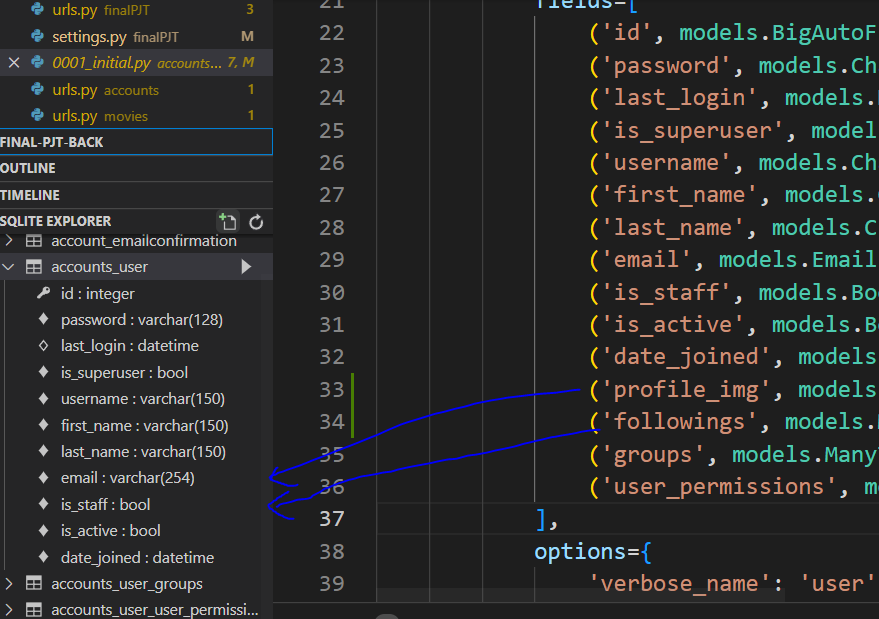 urls.py finalPJT 3
settings.py finalPJT M
0001_initial.py accounts... 7, M
urls.py accounts 1
urls.py movies 1
FINAL-PJT-BACK
OUTLINE
TIMELINE
SQLITE EXPLORER
account_emailconfirmation
accounts_user
id : integer
password : varchar(128)
last_login : datetime
is_superuser : bool
username : varchar(150)
first_name : varchar(150)
last_name : varchar(150)
email : varchar(254)
is_staff : bool
is_active : bool
date_joined : datetime
accounts_user_groups
accounts_user_user_permissi...
21 fields=[
22 ('id', models.BigAutoF
23 ('password', models.Ch
24 ('last_login', models.
25 ('is_superuser', model
26 ('username', models.Ch
27 ('first_name', models.
28 ('last_name', models.C
29 ('email', models.Email
30 ('is_staff', models.Boo
31 ('is_active', models.Bo
32 ('date_joined', models
33 ('profile_img', models
34 ('followings', models.
35 ('groups', models.Many
36 ('user_permissions', mo
37 ],
38 options={
39 'verbose_name': 'user'